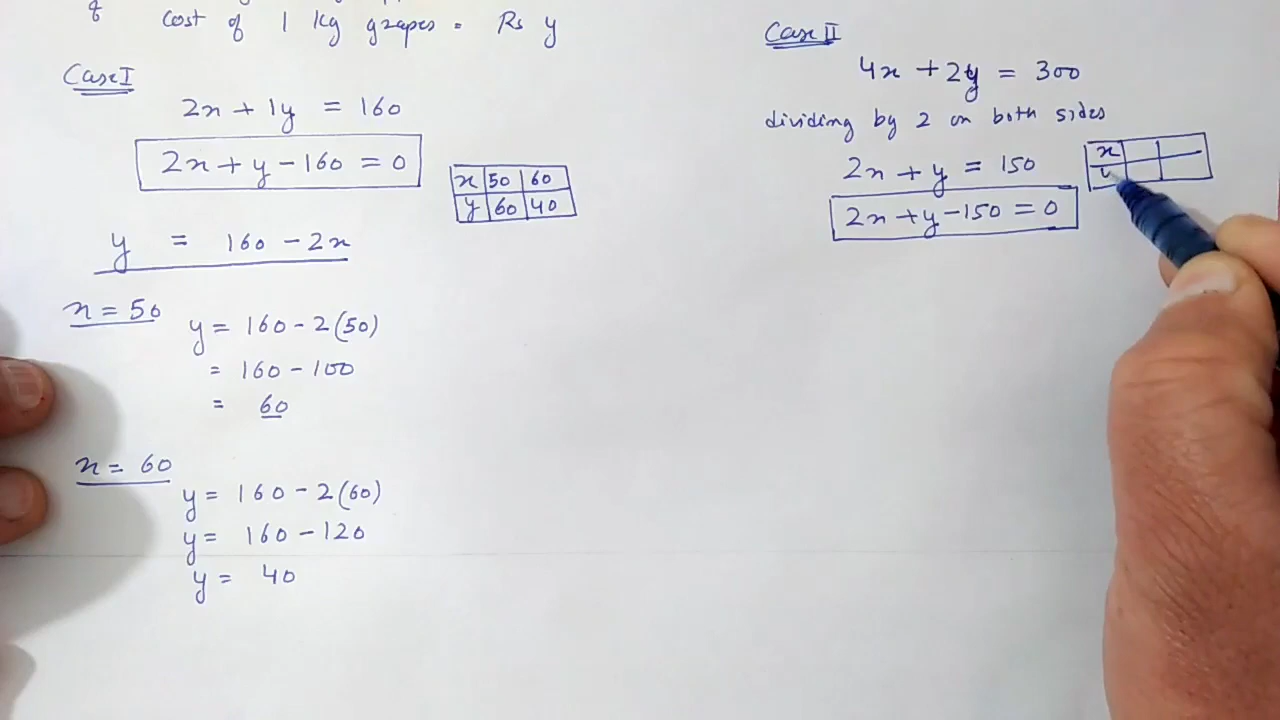 cost of 1 kg grapes = Rs y
Case I
2x + 1y = 160
2x + y - 160 = 0
x 50 60
y 60 40
y = 160 - 2x
x = 50
y = 160 - 2(50)
= 160 - 100
= 60
x = 60
y = 160 - 2(60)
y = 160 - 120
y = 40
Case II
4x + 2y = 300
dividing by 2 on both sides
2x + y = 150
2x + y - 150 = 0
x